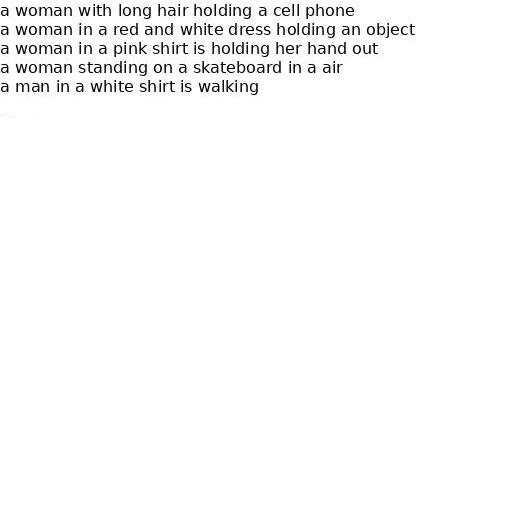 a woman with long hair holding a cell phone
a woman in a red and white dress holding an object
a woman in a pink shirt is holding her hand out
a woman standing on a skateboard in a air
a man in a white shirt is walking